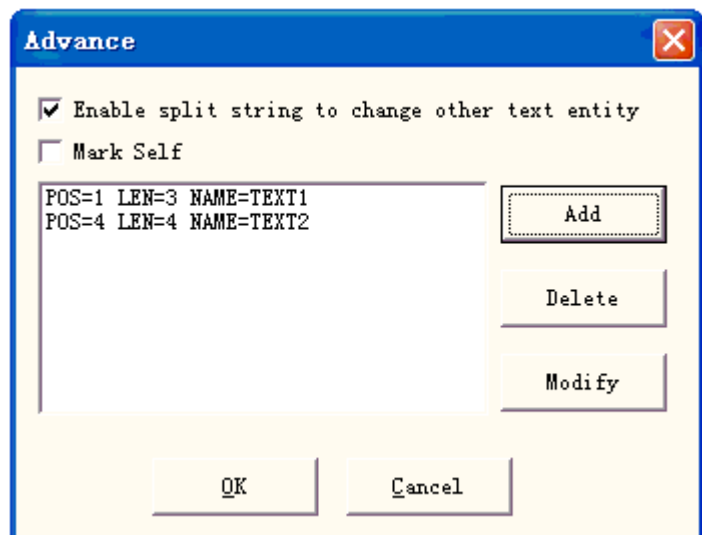 Advance
Enable split string to change other text entity
Mark Self
POS=1 LEN=3 NAME=TEXT1
POS=4 LEN=4 NAME=TEXT2
Add
Delete
Modify
OK
Cancel